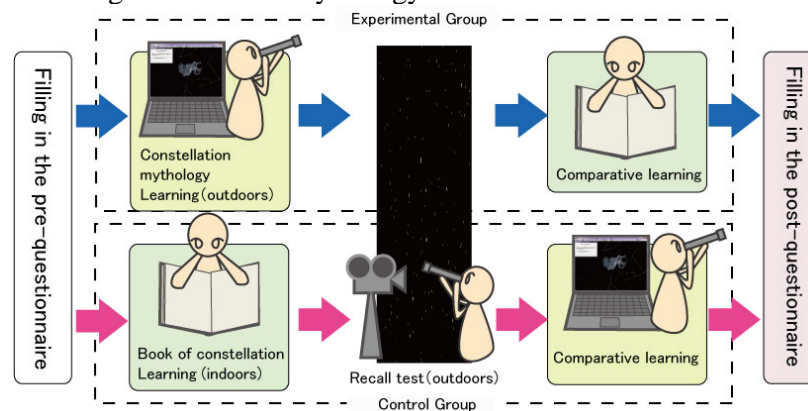 Experimental Group
Filling in the pre-questionnaire
Constellation
mythology
Learning(outdoors)
Comparative learning
Filling in the post-questionnaire
Book of constellation
Learning (indoors)
Recall test(outdoors)
Comparative learning
Control Group